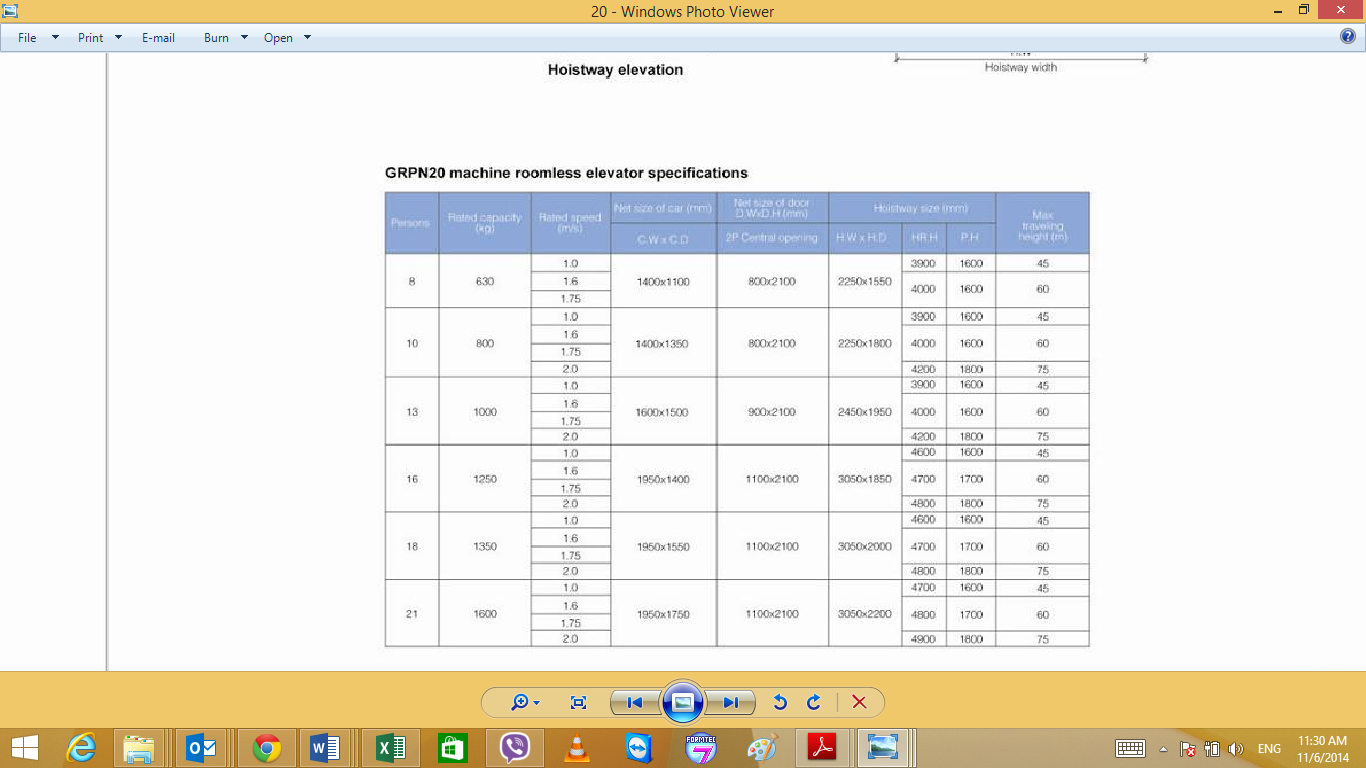 20 - Windows Photo Viewer
File Print E-mail Burn Open
Hoistway elevation
Hoistway width
GRPN20 machine roomless elevator specifications
Persons Rated capacity (kg) Rated speed (m/s) Net size of car (mm) Net size of door D.WxD.H (mm) Hoistway size (mm) Max traveling height (m)
C.W x C.D 2P Central opening H.W x H.D HR.H P.H
8 630 1.0 1400x1100 800x2100 2250x1550 3900 1600 45
1.6 4000 1600 60
1.75
10 800 1.0 1400x1350 800x2100 2250x1800 3900 1600 45
1.6 4000 1600 60
1.75
2.0 4200 1800 75
13 1000 1.0 1600x1500 900x2100 2450x1950 3900 1600 45
1.6 4000 1600 60
1.75
2.0 4200 1800 75
16 1250 1.0 1950x1400 1100x2100 3050x1850 4600 1600 45
1.6 4700 1700 60
1.75
2.0 4800 1800 75
18 1350 1.0 1950x1550 1100x2100 3050x2000 4600 1600 45
1.6 4700 1700 60
1.75
2.0 4800 1800 75
21 1600 1.0 1950x1750 1100x2100 3050x2200 4700 1600 45
1.6 4800 1700 60
1.75
2.0 4900 1800 75
FORMTEC 7
ENG
11:30 AM
11/6/2014